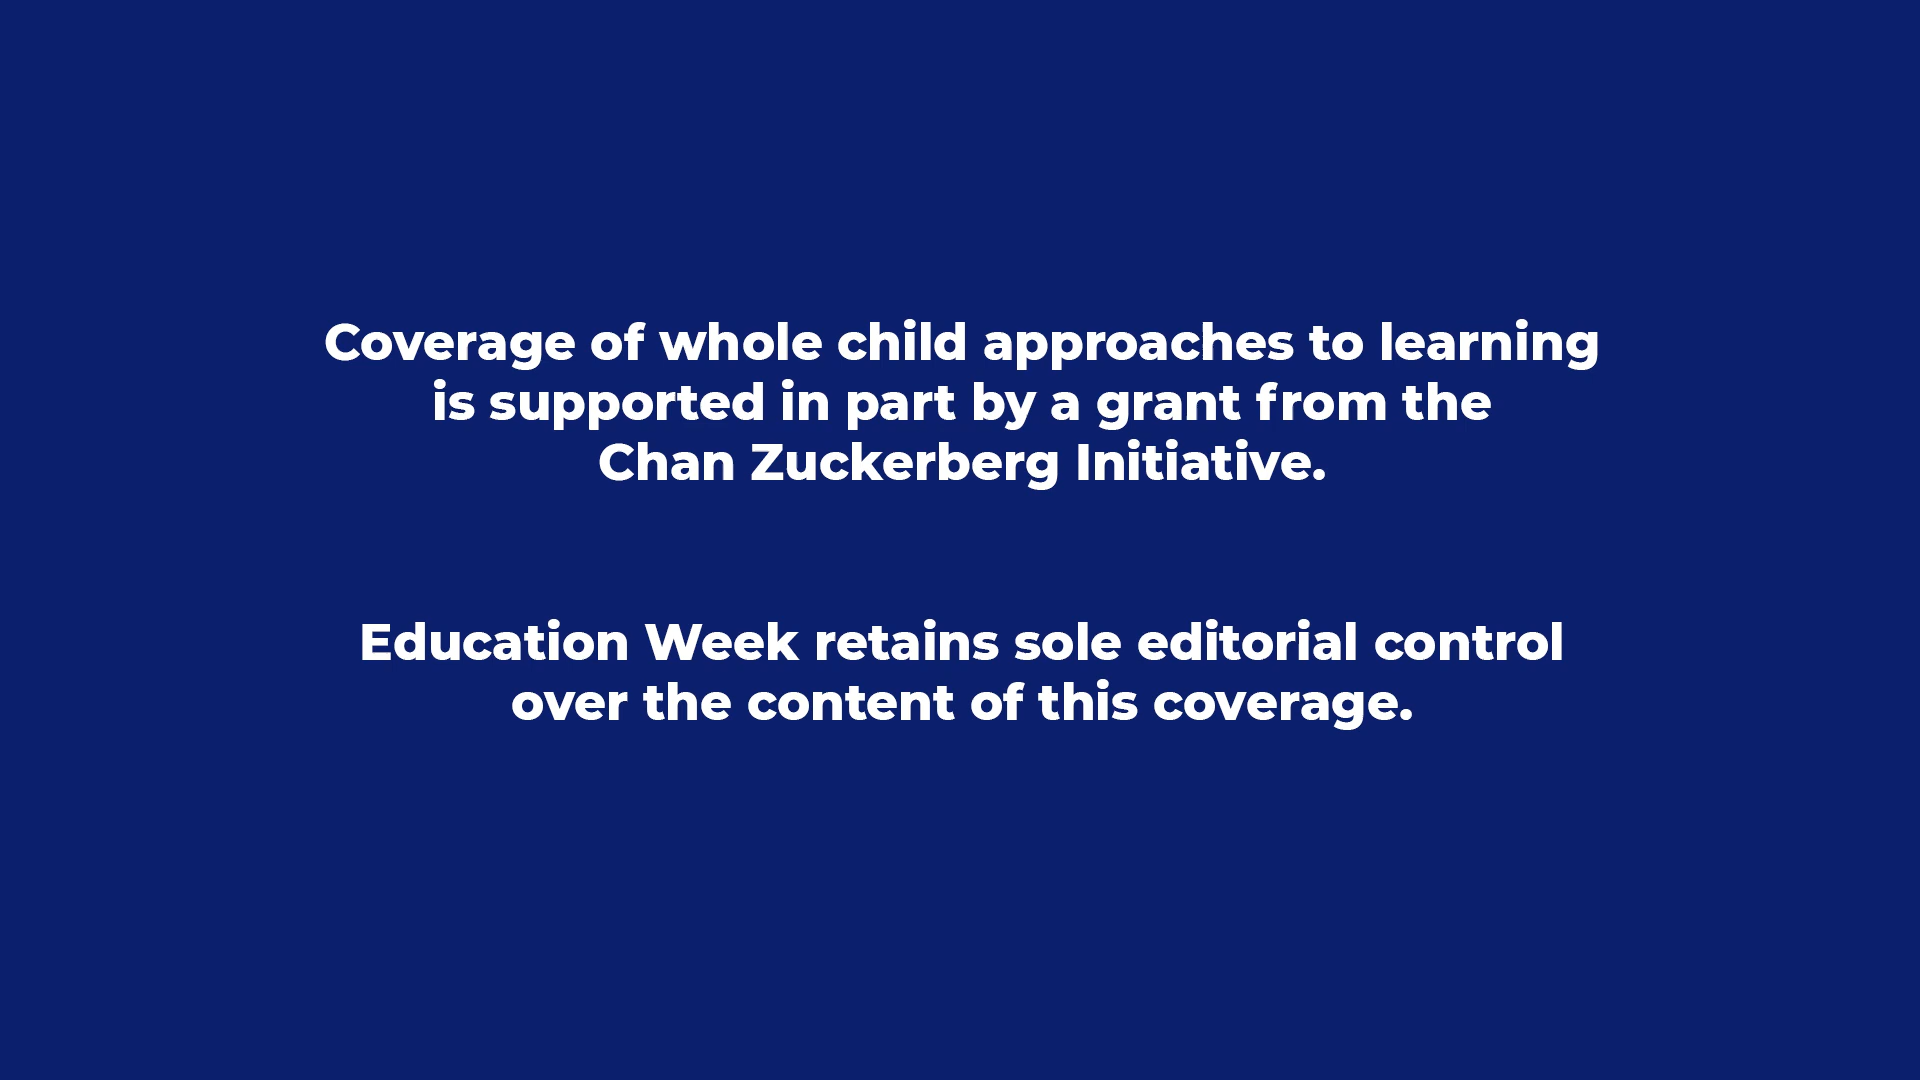 Coverage of whole child approaches to learning
is supported in part by a grant from the
Chan Zuckerberg Initiative.
Education Week retains sole editorial control
over the content of this coverage.